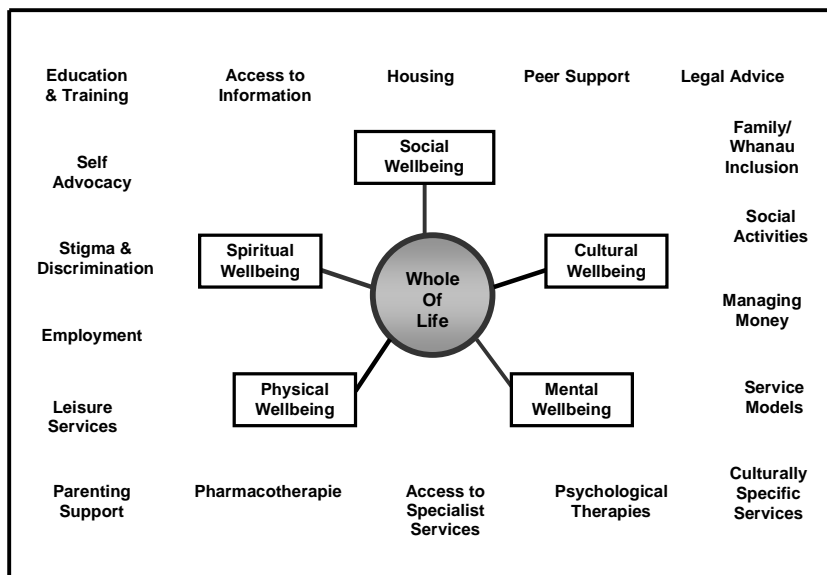 Education
& Training
Access to
Information
Housing
Peer Support
Legal Advice
Family/
Whanau
Inclusion
Social
Wellbeing
Self
Advocacy
Social
Activities
Stigma &
Discrimination
Spiritual
Wellbeing
Cultural
Wellbeing
Whole
Of
Life
Managing
Money
Employment
Physical
Wellbeing
Mental
Wellbeing
Service
Models
Leisure
Services
Parenting
Support
Pharmacotherapie
Access to
Specialist
Services
Psychological
Therapies
Culturally
Specific
Services